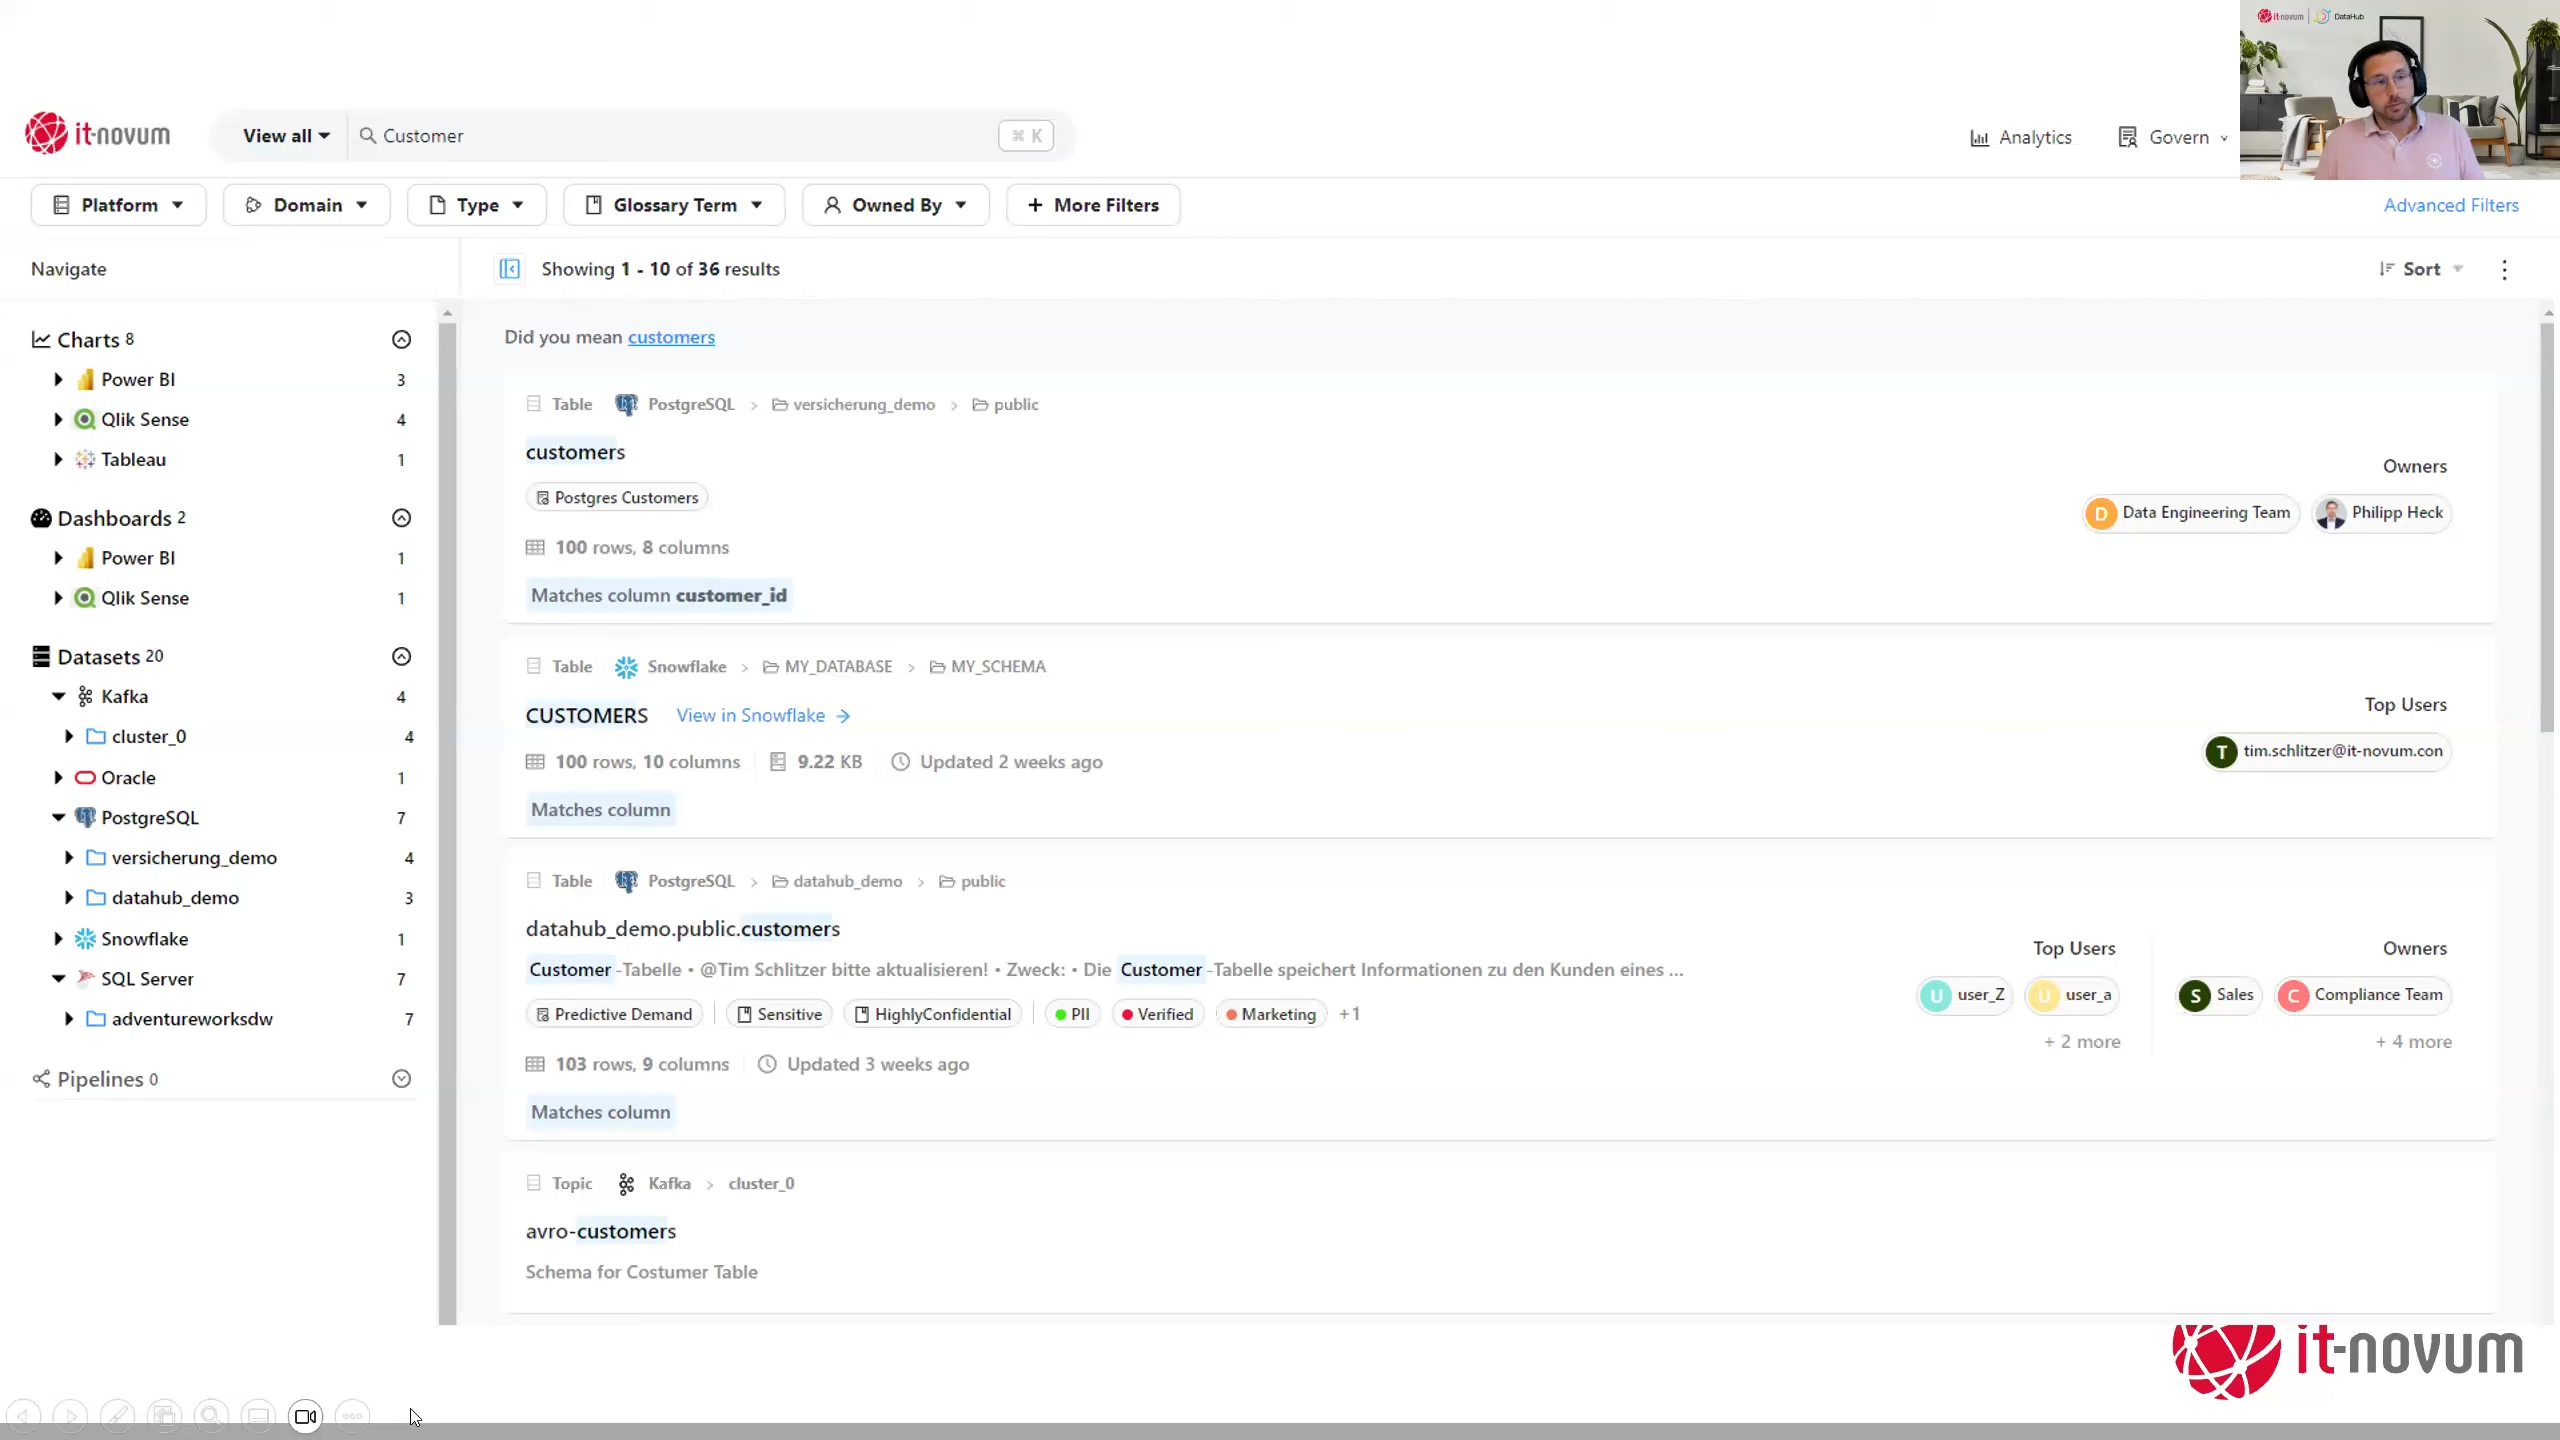 it-novum | DataHub
it-novum
View all
Customer
⌘ K
Analytics
Govern
Platform
Domain
Type
Glossary Term
Owned By
+ More Filters
Advanced Filters
Navigate
Showing 1 - 10 of 36 results
Sort
Charts 8
Power BI 3
Qlik Sense 4
Tableau 1
Dashboards 2
Power BI 1
Qlik Sense 1
Datasets 20
Kafka 4
cluster_0 4
Oracle 1
PostgreSQL 7
versicherung_demo 4
datahub_demo 3
Snowflake 1
SQL Server 7
adventureworksdw 7
Pipelines 0
Did you mean customers
Table PostgreSQL > versicherung_demo > public
customers
Postgres Customers
100 rows, 8 columns
Matches column customer_id
Owners
D Data Engineering Team Philipp Heck
Table Snowflake > MY_DATABASE > MY_SCHEMA
CUSTOMERS View in Snowflake →
100 rows, 10 columns 9.22 KB Updated 2 weeks ago
Matches column
Top Users
T tim.schlitzer@it-novum.con
Table PostgreSQL > datahub_demo > public
datahub_demo.public.customers
Customer-Tabelle • @Tim Schlitzer bitte aktualisieren! • Zweck: • Die Customer-Tabelle speichert Informationen zu den Kunden eines ...
Predictive Demand Sensitive HighlyConfidential PII Verified Marketing +1
103 rows, 9 columns Updated 3 weeks ago
Matches column
Top Users
U user_Z U user_a
+ 2 more
Owners
S Sales C Compliance Team
+ 4 more
Topic Kafka > cluster_0
avro-customers
Schema for Costumer Table
it-novum